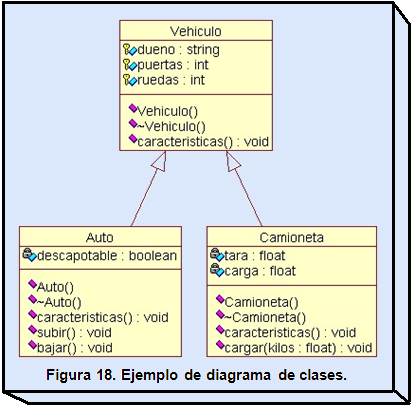 Vehiculo
dueno : string
puertas : int
ruedas : int
Vehiculo()
~Vehiculo()
caracteristicas() : void
Auto
descapotable : boolean
Auto()
~Auto()
caracteristicas() : void
subir() : void
bajar() : void
Camioneta
tara : float
carga : float
Camioneta()
~Camioneta()
caracteristicas() : void
cargar(kilos : float) : void
Figura 18. Ejemplo de diagrama de clases.